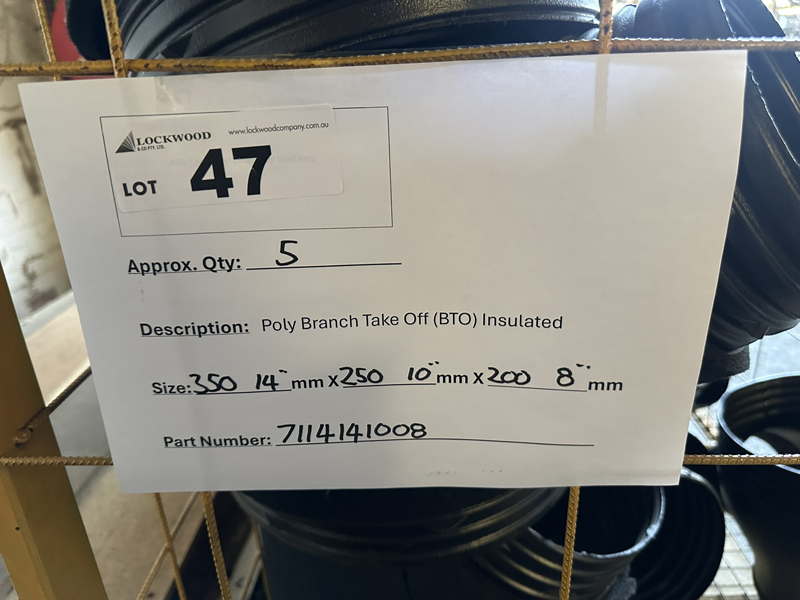 LOCKWOOD
& CO PTY. LTD.
www.lockwoodcompany.com.au
LOT 47
Approx. Qty: 5
Description: Poly Branch Take Off (BTO) Insulated
Size: 350 14" mm X 250 10" mm X 200 8" mm
Part Number: 7114141008